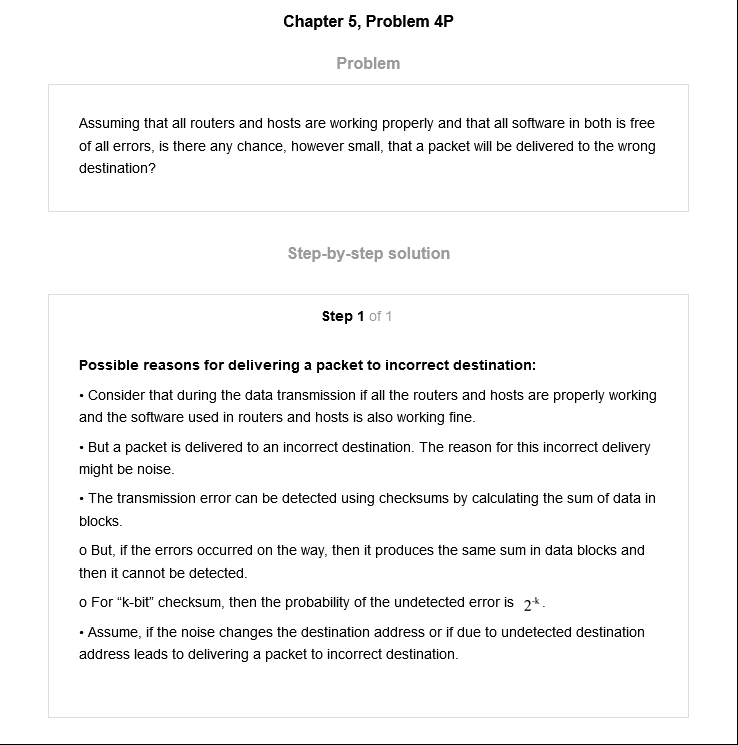 Chapter 5, Problem 4P
Problem
Assuming that all routers and hosts are working properly and that all software in both is free
of all errors, is there any chance, however small, that a packet will be delivered to the wrong
destination?
Step-by-step solution
Step 1 of 1
Possible reasons for delivering a packet to incorrect destination:
• Consider that during the data transmission if all the routers and hosts are properly working
and the software used in routers and hosts is also working fine.
• But a packet is delivered to an incorrect destination. The reason for this incorrect delivery
might be noise.
• The transmission error can be detected using checksums by calculating the sum of data in
blocks.
o But, if the errors occurred on the way, then it produces the same sum in data blocks and
then it cannot be detected.
o For “k-bit” checksum, then the probability of the undetected error is 2⁻ᵏ.
• Assume, if the noise changes the destination address or if due to undetected destination
address leads to delivering a packet to incorrect destination.